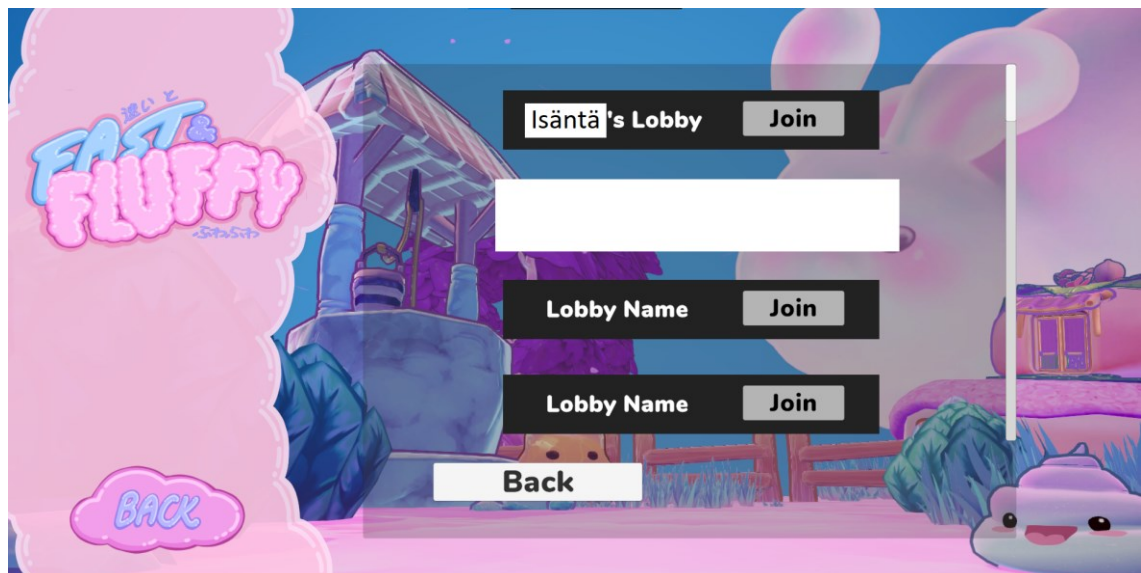 速いと
FAST &
FLUFFY
ふわふわ
Isäntä's Lobby Join
Lobby Name Join
Lobby Name Join
Back
BACK